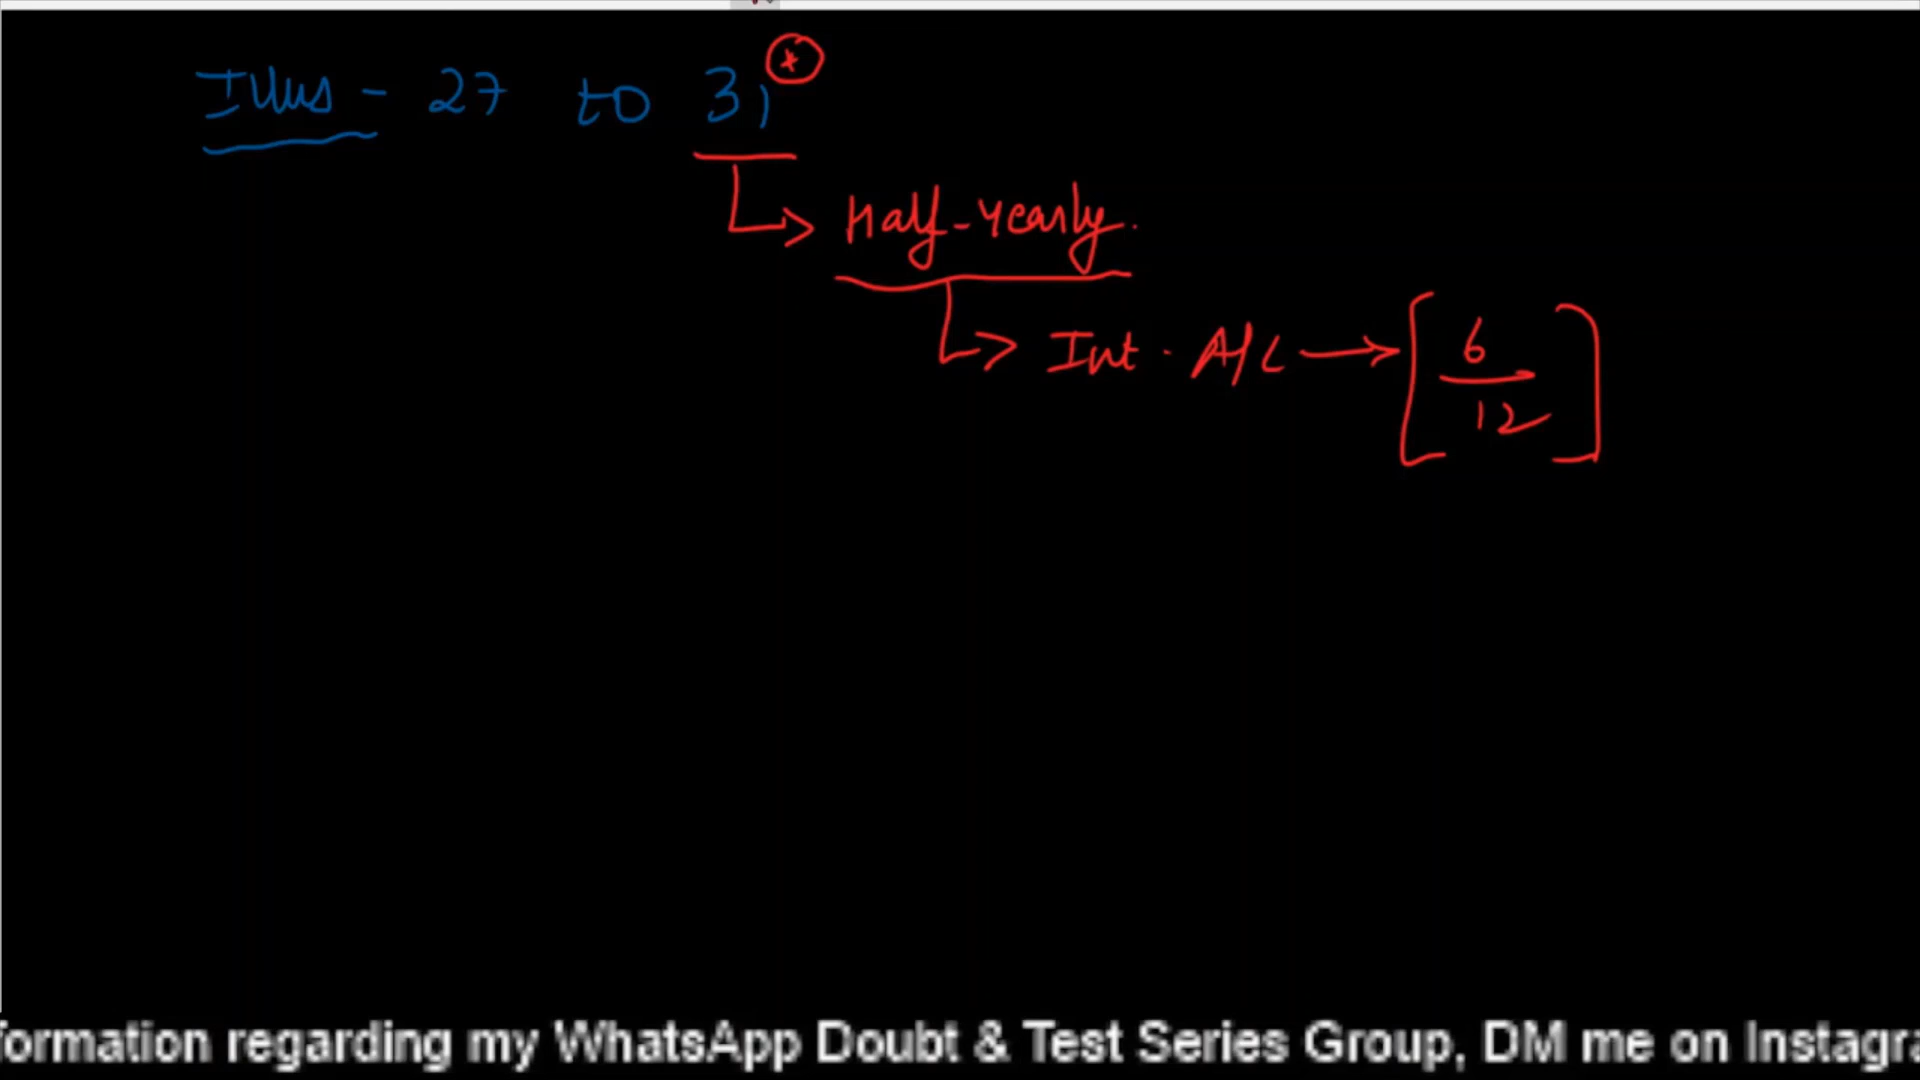 Illus - 27 to 31*
Half-Yearly.
Int. A/c → [6/12]
formation regarding my WhatsApp Doubt & Test Series Group, DM me on Instagra